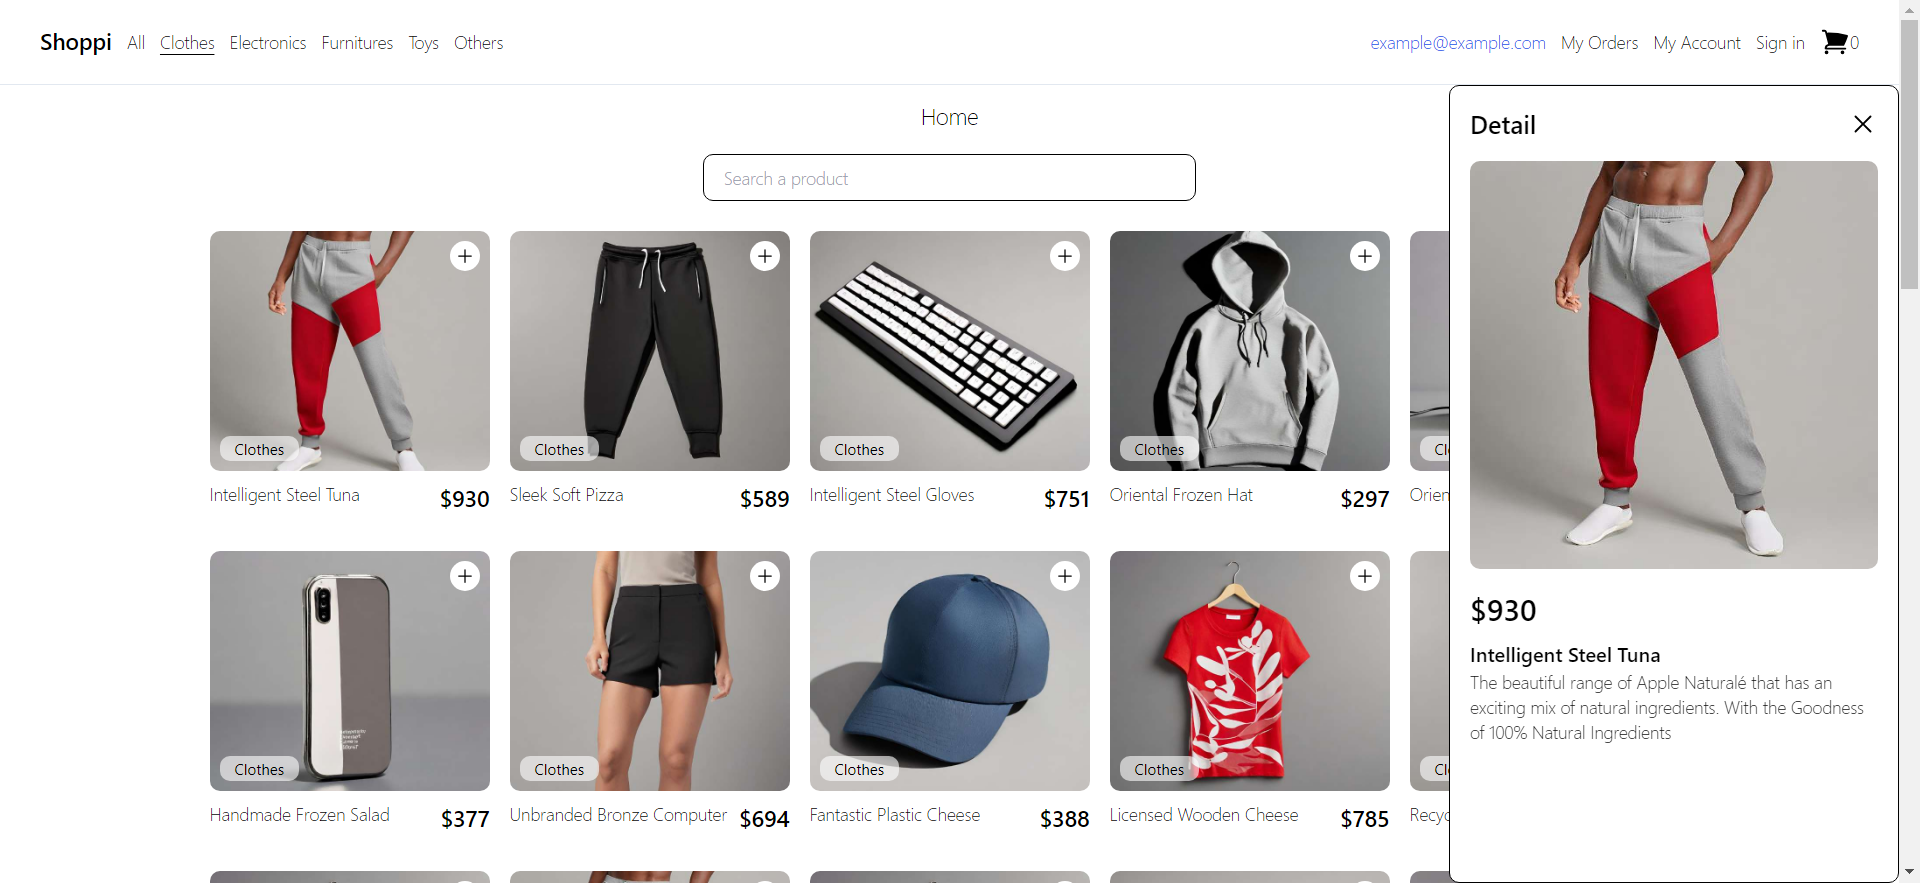 Shoppi All Clothes Electronics Furnitures Toys Others example@example.com My Orders My Account Sign in 0
Home
Search a product
Clothes Clothes Clothes Clothes Cl
Intelligent Steel Tuna $930 Sleek Soft Pizza $589 Intelligent Steel Gloves $751 Oriental Frozen Hat $297 Orien
Clothes Clothes Clothes Clothes Cl
Handmade Frozen Salad $377 Unbranded Bronze Computer $694 Fantastic Plastic Cheese $388 Licensed Wooden Cheese $785 Recyc
Detail
$930
Intelligent Steel Tuna
The beautiful range of Apple Naturalé that has an
exciting mix of natural ingredients. With the Goodness
of 100% Natural Ingredients